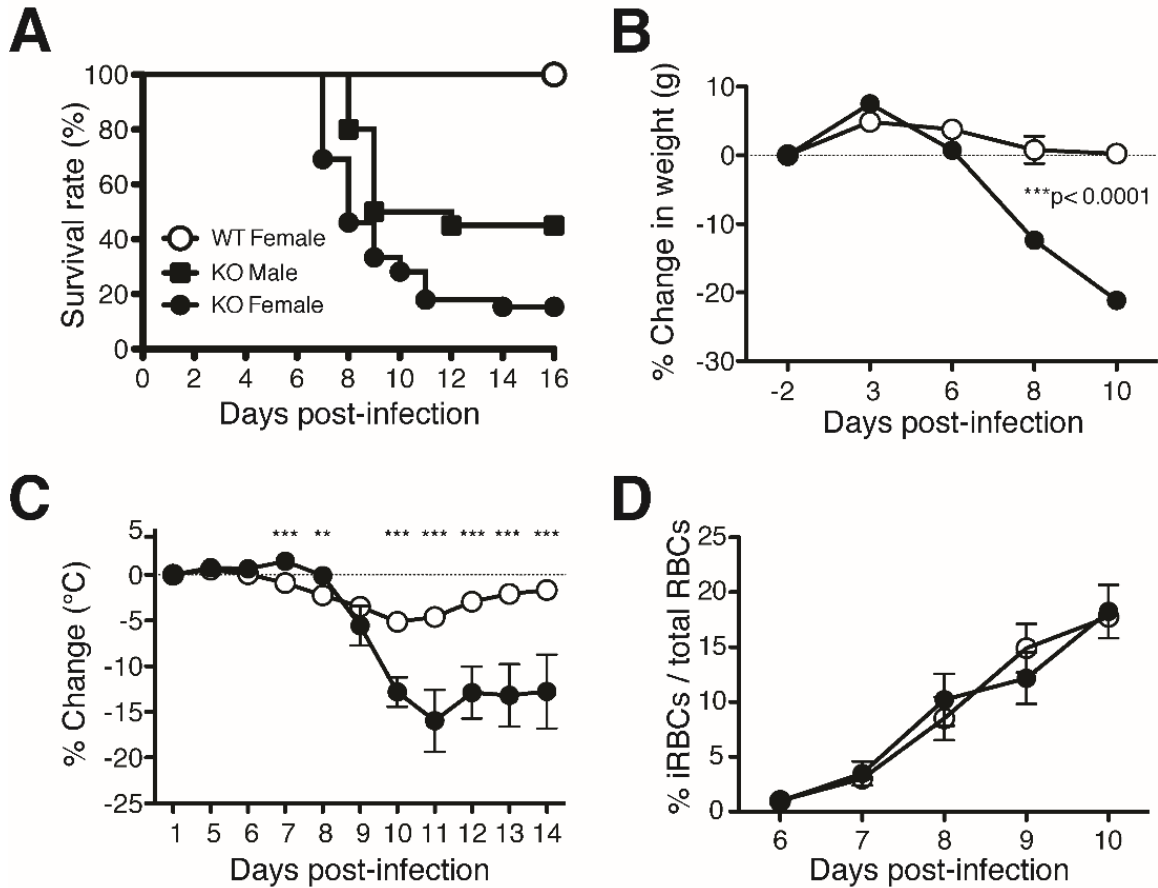 A
Survival rate (%)
100
80
60
40
20
0
WT Female
KO Male
KO Female
0 2 4 6 8 10 12 14 16
Days post-infection
B
% Change in weight (g)
10
0
-10
-20
-30
***p< 0.0001
-2 3 6 8 10
Days post-infection
C
% Change (°C)
5
0
-5
-10
-15
-20
-25
*** ** *** *** *** *** ***
1 5 6 7 8 9 10 11 12 13 14
Days post-infection
D
% iRBCs / total RBCs
25
20
15
10
5
0
6 7 8 9 10
Days post-infection